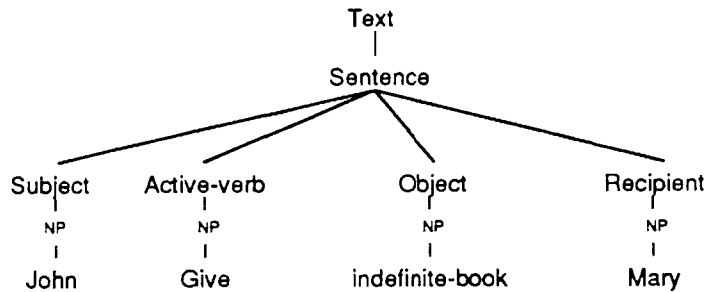 Text
Sentence
Subject Active-verb Object Recipient
NP NP NP NP
John Give indefinite-book Mary